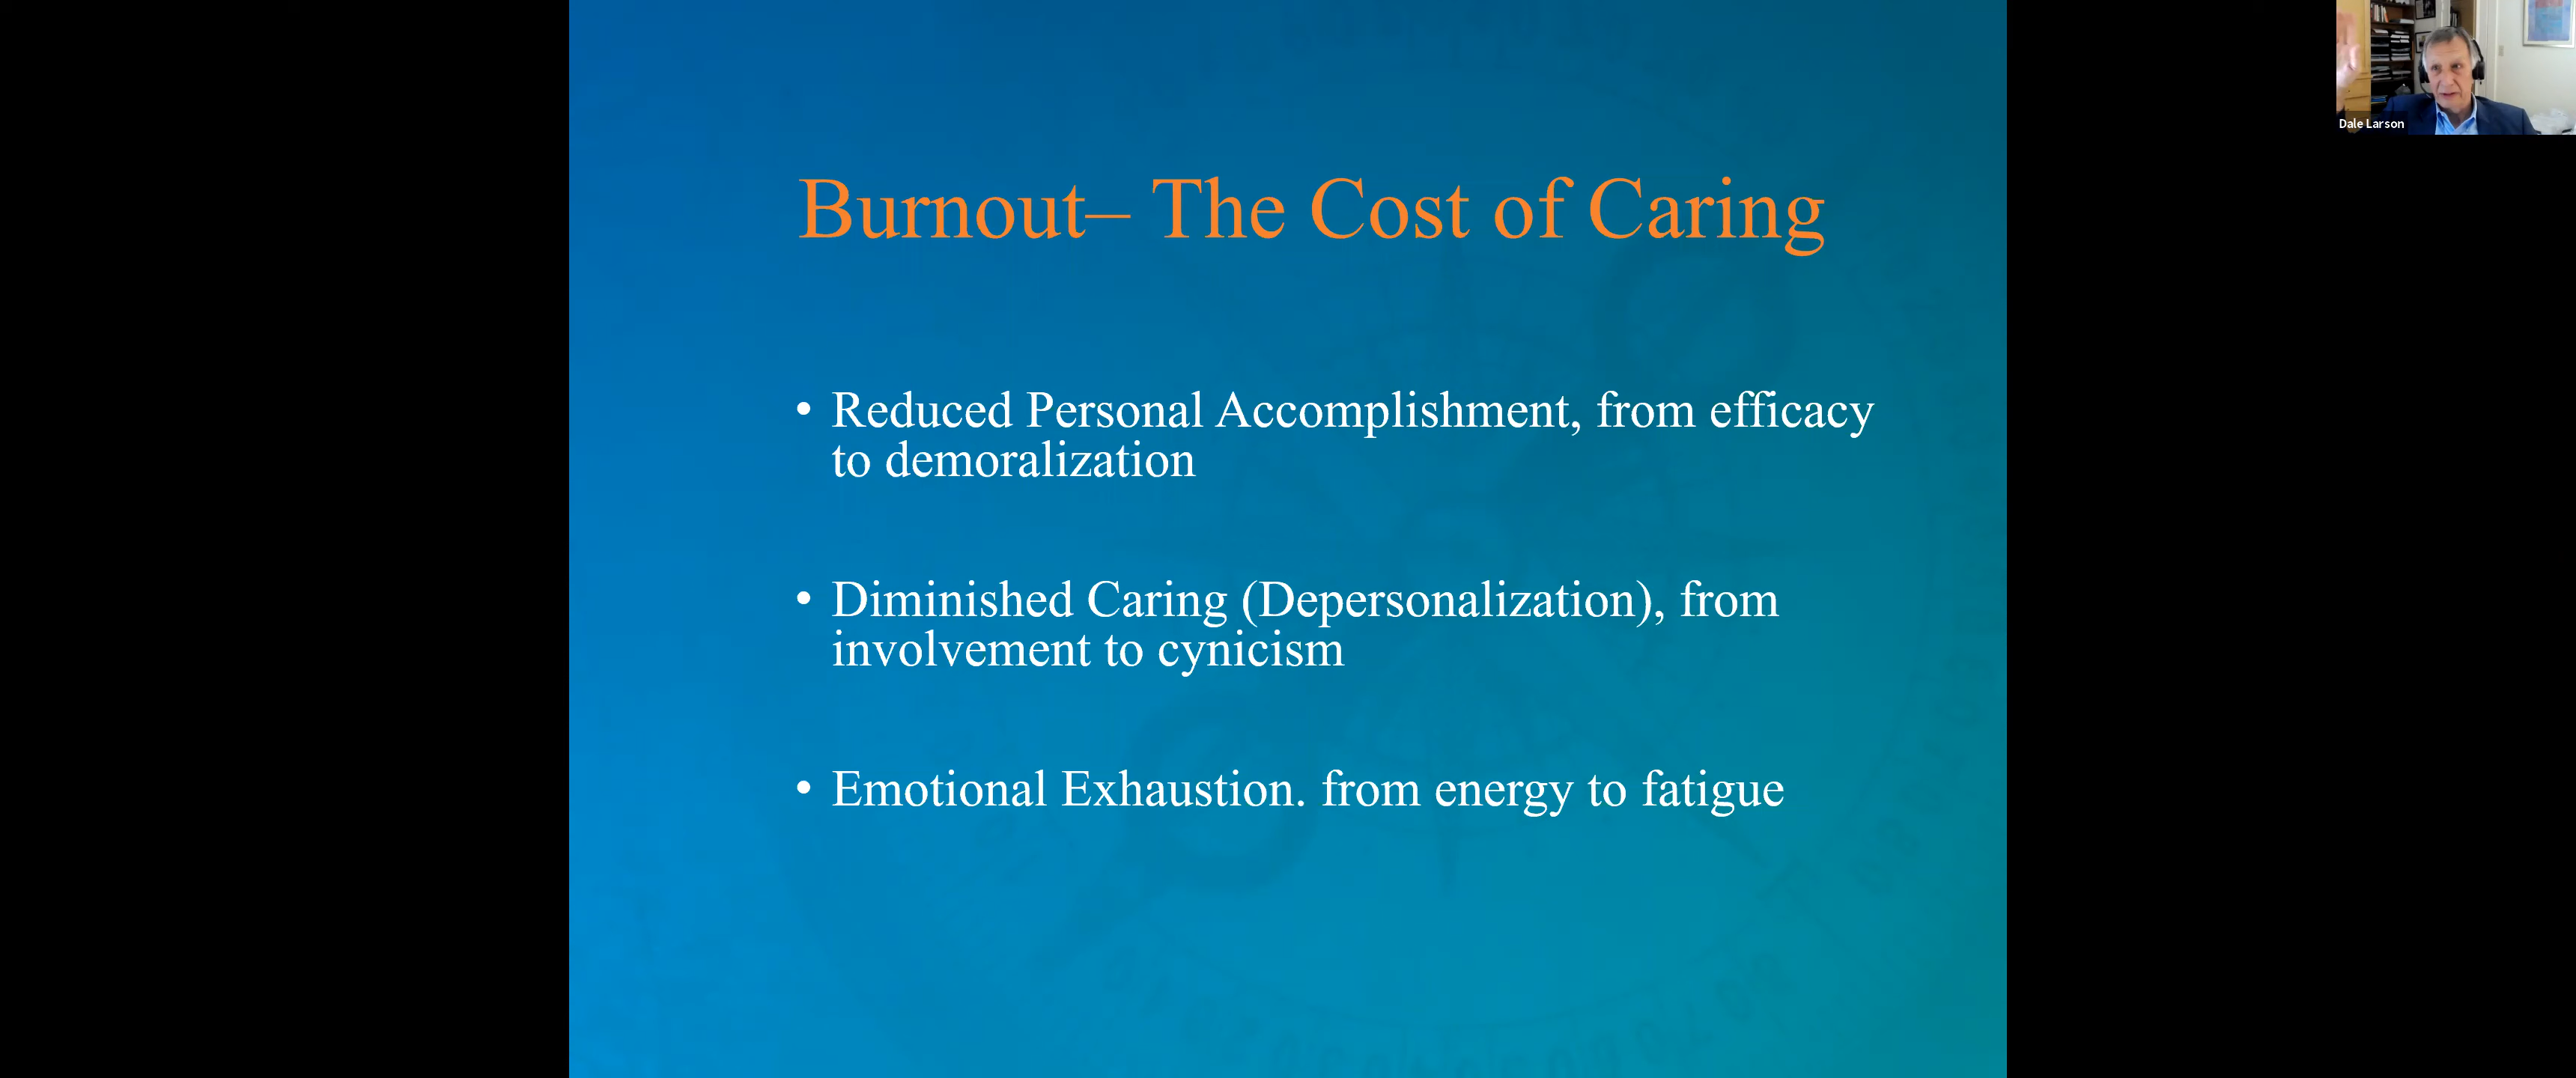 Burnout– The Cost of Caring
• Reduced Personal Accomplishment, from efficacy
to demoralization
• Diminished Caring (Depersonalization), from
involvement to cynicism
• Emotional Exhaustion. from energy to fatigue
Dale Larson